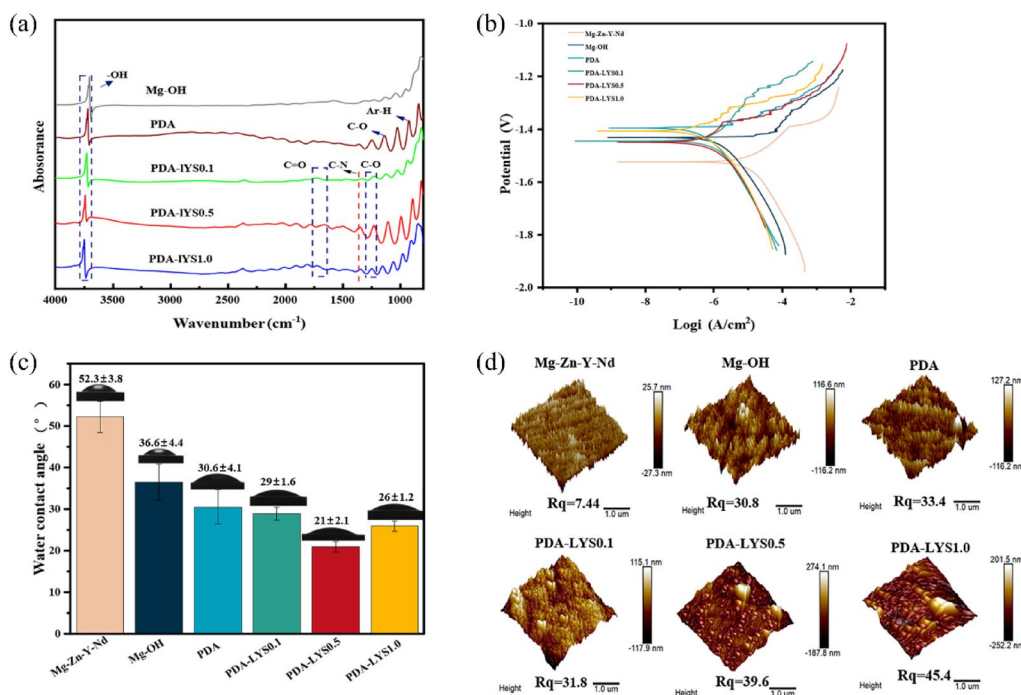 (a)
-OH
Mg-OH
Ar-H
C-O
PDA
C=O
C-N
C-O
PDA-IYS0.1
PDA-IYS0.5
PDA-IYS1.0
Absorance
4000 3500 3000 2500 2000 1500 1000
Wavenumber (cm⁻¹)
(b)
Mg-Zn-Y-Nd
Mg-OH
PDA
PDA-LYS0.1
PDA-LYS0.5
PDA-LYS1.0
Potential (V)
-1.0
-1.2
-1.4
-1.6
-1.8
-2.0
-10 -8 -6 -4 -2
Logi (A/cm²)
(c)
Water contact angle (°)
60
50
40
30
20
10
0
52.3±3.8
36.6±4.4
30.6±4.1
29±1.6
21±2.1
26±1.2
Mg-Zn-Y-Nd
Mg-OH
PDA
PDA-LYS0.1
PDA-LYS0.5
PDA-LYS1.0
(d)
Mg-Zn-Y-Nd
25.7 nm
-27.3 nm
Height
Rq=7.44
1.0 um
Mg-OH
116.6 nm
-116.2 nm
Height
Rq=30.8
1.0 um
PDA
127.2 nm
-116.2 nm
Height
Rq=33.4
1.0 um
PDA-LYS0.1
115.1 nm
-117.9 nm
Height
Rq=31.8
1.0 um
PDA-LYS0.5
274.1 nm
-187.8 nm
Height
Rq=39.6
1.0 um
PDA-LYS1.0
201.5 nm
-252.2 nm
Height
Rq=45.4
1.0 um